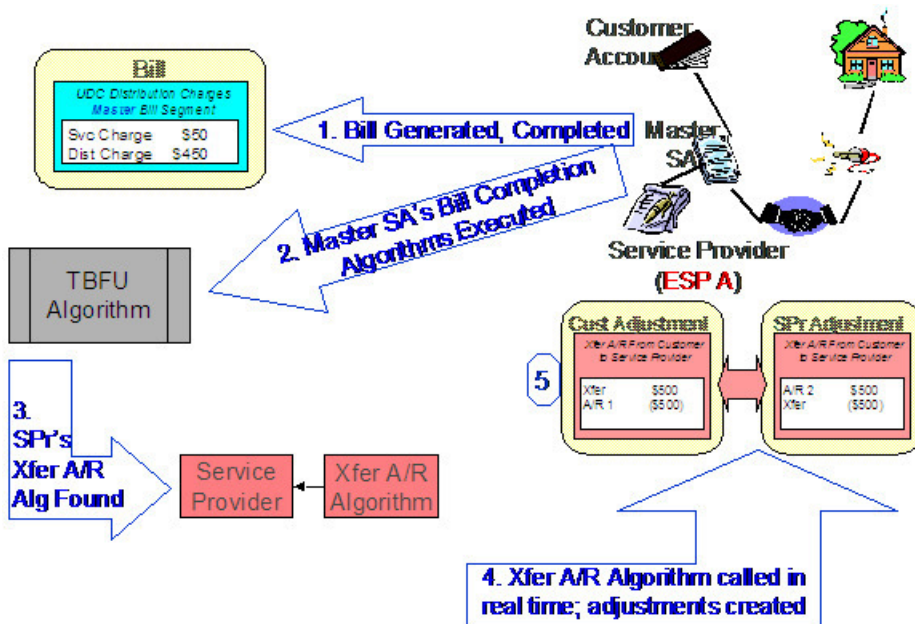 Customer
Account
Bill
UDC Distribution Charges
Master Bill Segment
Svc Charge $50
Dist Charge $450
1. Bill Generated, Completed
Master
SA
2. Master SA's Bill Completion
Algorithms Executed
Service Provider
(ESP A)
TBFU
Algorithm
Cust Adjustment
Xfer A/R From Customer
to Service Provider
Xfer $500
A/R 1 ($500)
SPr Adjustment
Xfer A/R From Customer
to Service Provider
A/R 2 $500
Xfer ($500)
5
3.
SPr's
Xfer A/R
Alg Found
Service
Provider
Xfer A/R
Algorithm
4. Xfer A/R Algorithm called in
real time; adjustments created